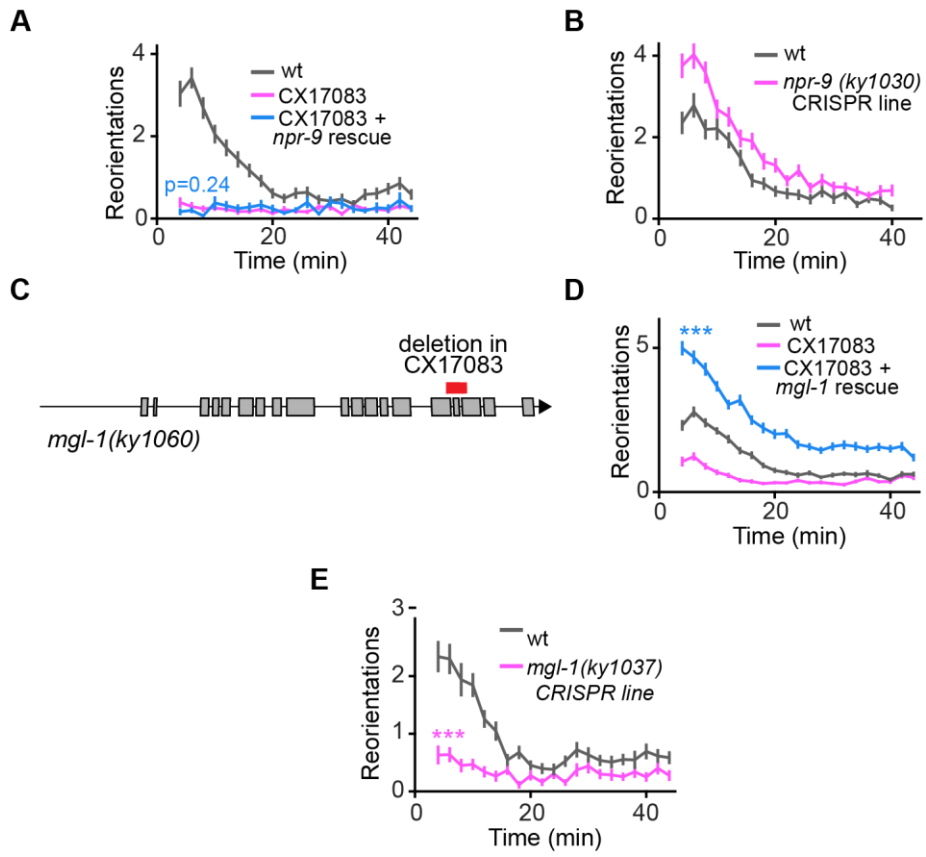 A
Reorientations
4
2
0
wt
CX17083
CX17083 +
npr-9 rescue
p=0.24
0
20
40
Time (min)
B
Reorientations
4
2
0
npr-9 (ky1030)
CRISPR line
wt
0
20
40
Time (min)
C
deletion in
CX17083
mgl-1(ky1060)
D
Reorientations
5
0
***
wt
CX17083
CX17083 +
mgl-1 rescue
0
20
40
Time (min)
E
Reorientations
3
2
1
0
wt
mgl-1(ky1037)
CRISPR line
***
0
20
40
Time (min)